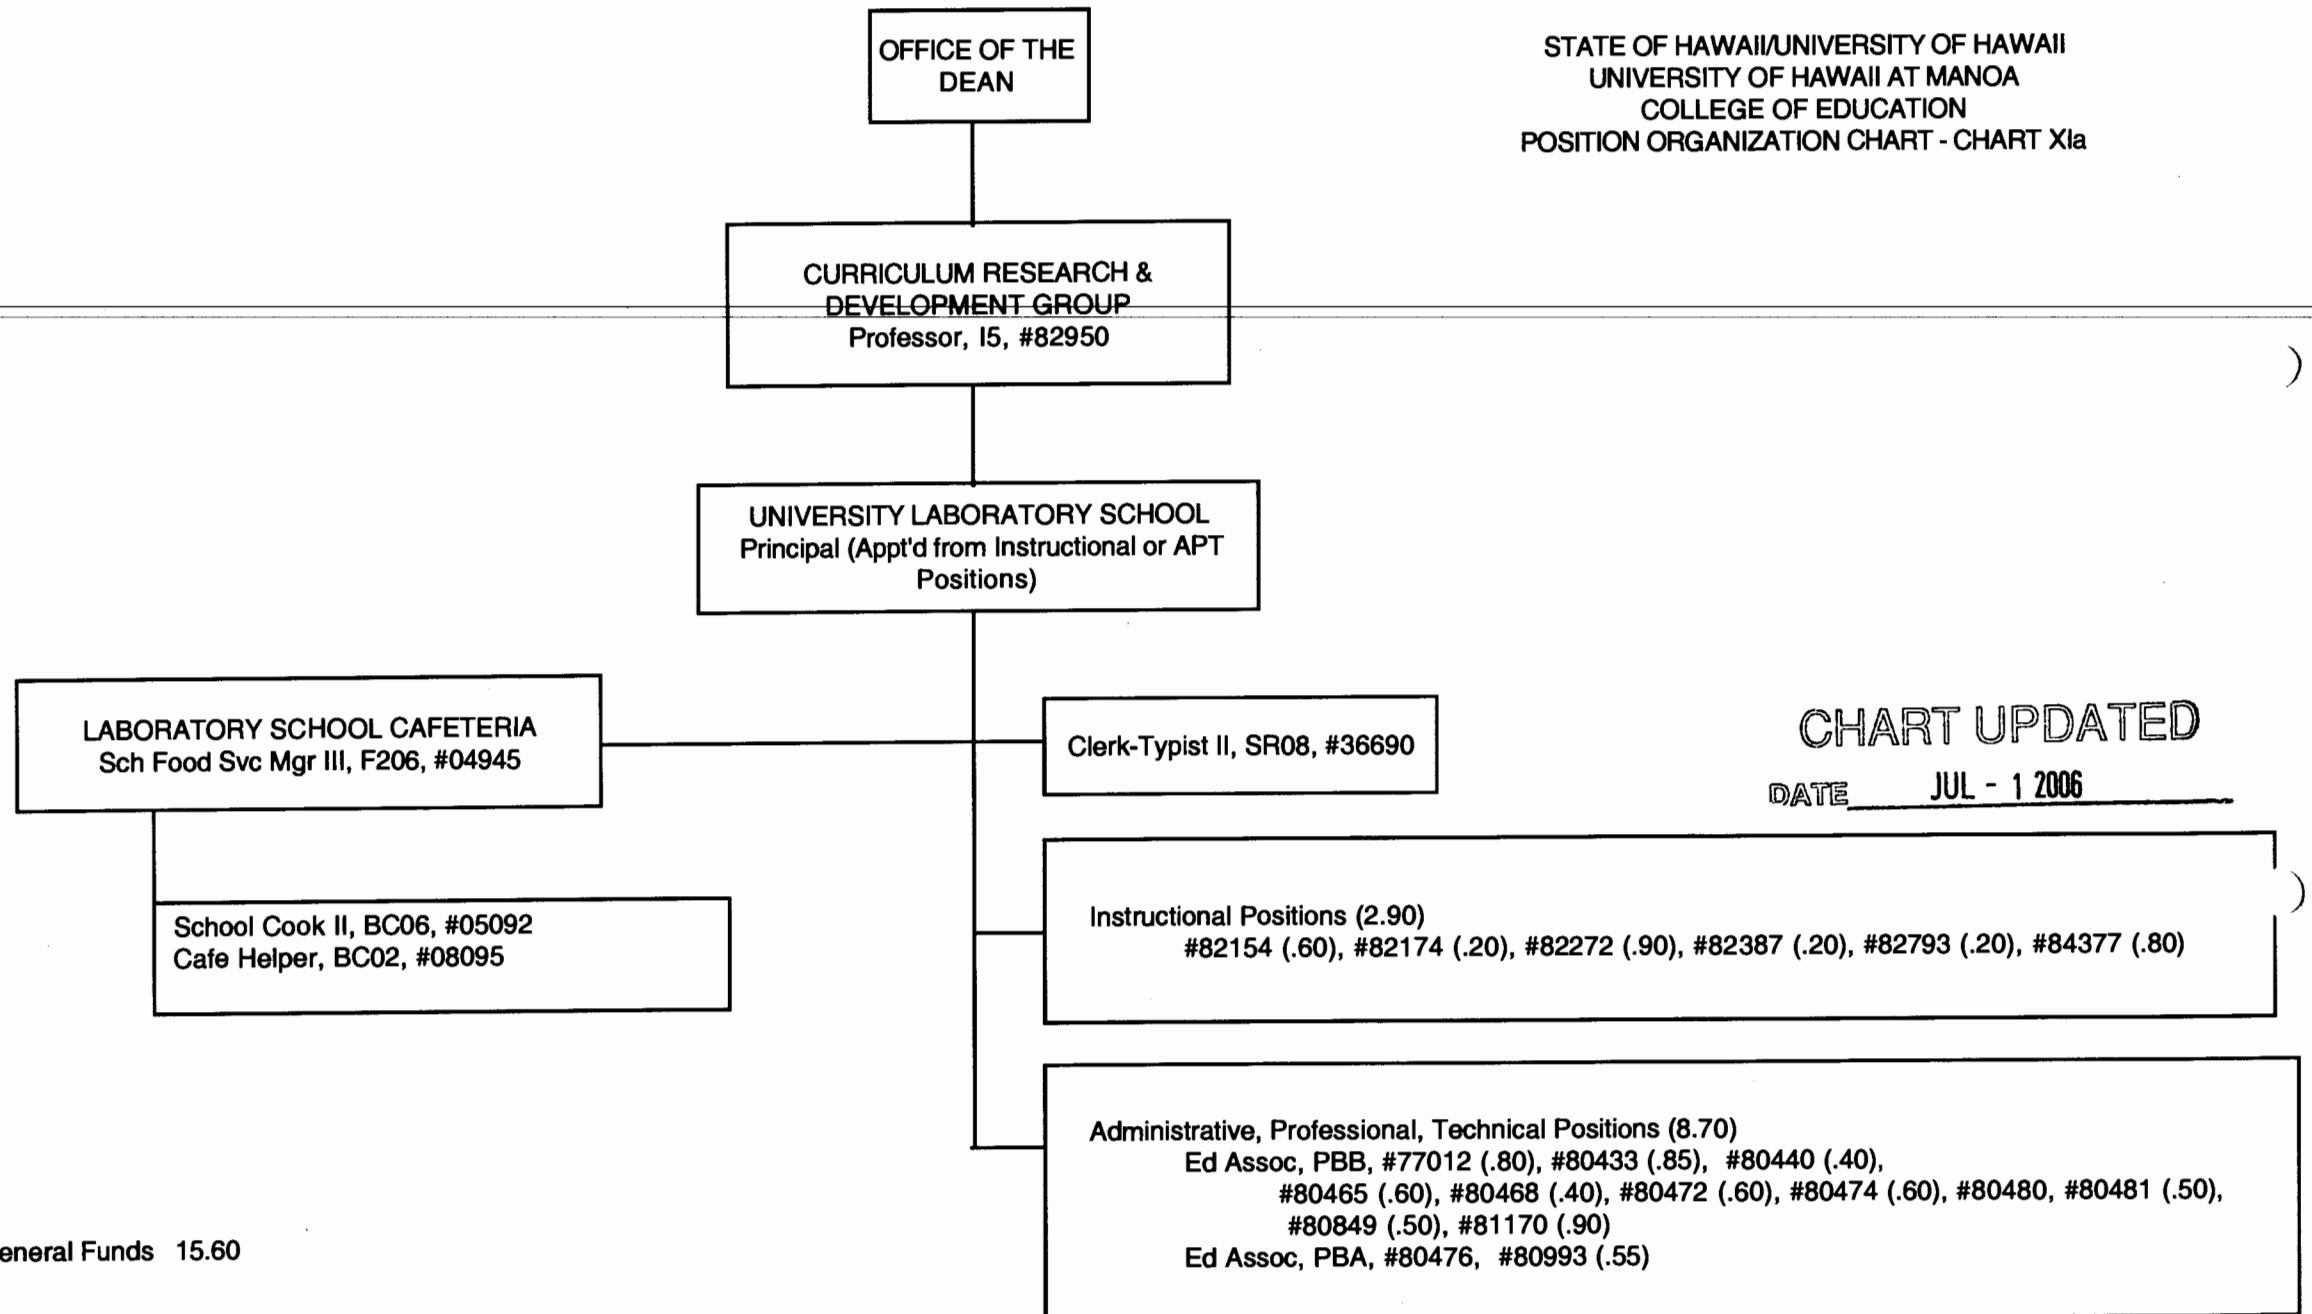 OFFICE OF THE
DEAN
STATE OF HAWAII/UNIVERSITY OF HAWAII
UNIVERSITY OF HAWAII AT MANOA
COLLEGE OF EDUCATION
POSITION ORGANIZATION CHART - CHART XIa
CURRICULUM RESEARCH &
DEVELOPMENT GROUP
Professor, I5, #82950
UNIVERSITY LABORATORY SCHOOL
Principal (Appt'd from Instructional or APT
Positions)
LABORATORY SCHOOL CAFETERIA
Sch Food Svc Mgr III, F206, #04945
Clerk-Typist II, SR08, #36690
CHART UPDATED
DATE JUL - 1 2006
School Cook II, BC06, #05092
Cafe Helper, BC02, #08095
Instructional Positions (2.90)
#82154 (.60), #82174 (.20), #82272 (.90), #82387 (.20), #82793 (.20), #84377 (.80)
Administrative, Professional, Technical Positions (8.70)
Ed Assoc, PBB, #77012 (.80), #80433 (.85), #80440 (.40),
#80465 (.60), #80468 (.40), #80472 (.60), #80474 (.60), #80480, #80481 (.50),
#80849 (.50), #81170 (.90)
Ed Assoc, PBA, #80476, #80993 (.55)
eneral Funds 15.60